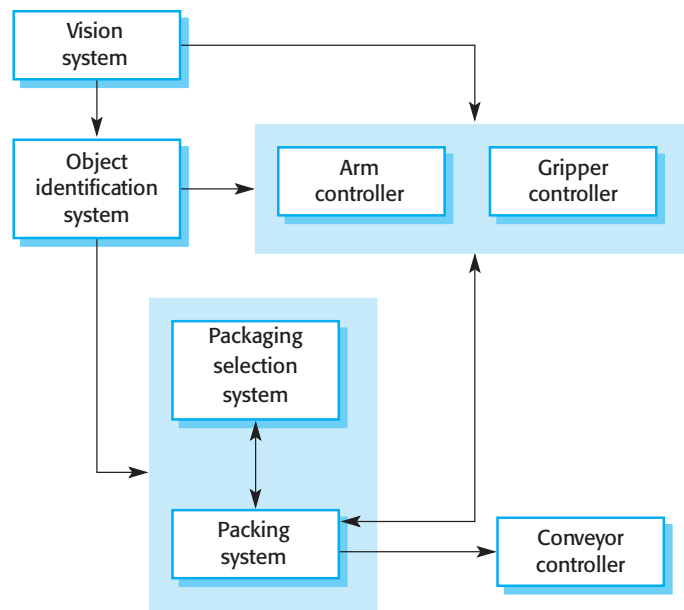 Vision
system
Object
identification
system
Arm
controller
Gripper
controller
Packaging
selection
system
Packing
system
Conveyor
controller